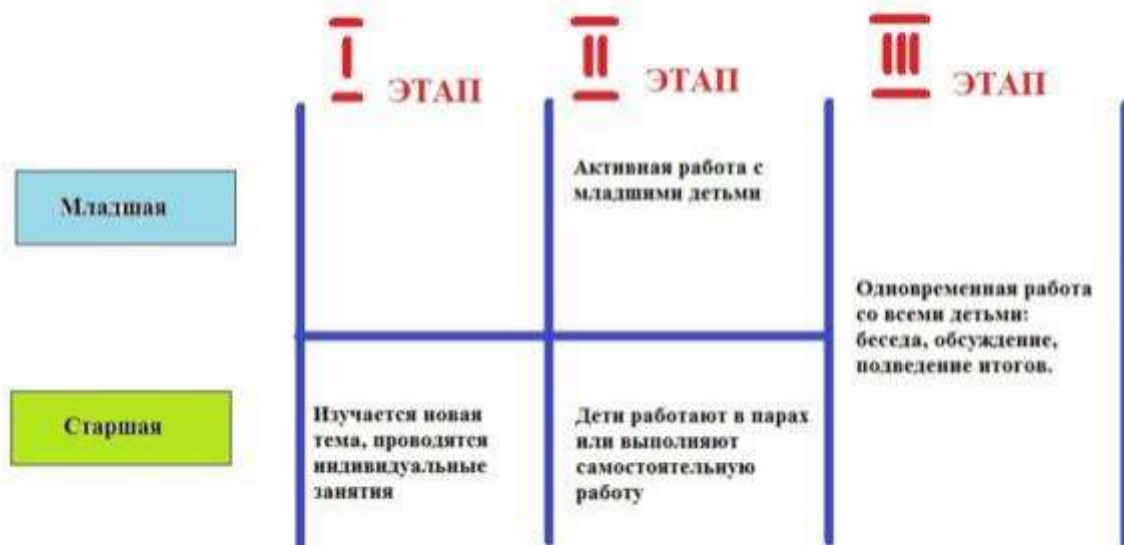 I ЭТАП
II ЭТАП
III ЭТАП
Младшая
Активная работа с
младшими детьми
Одновременная работа
со всеми детьми:
беседа, обсуждение,
подведение итогов.
Старшая
Изучается новая
тема, проводятся
индивидуальные
занятия
Дети работают в парах
или выполняют
самостоятельную
работу